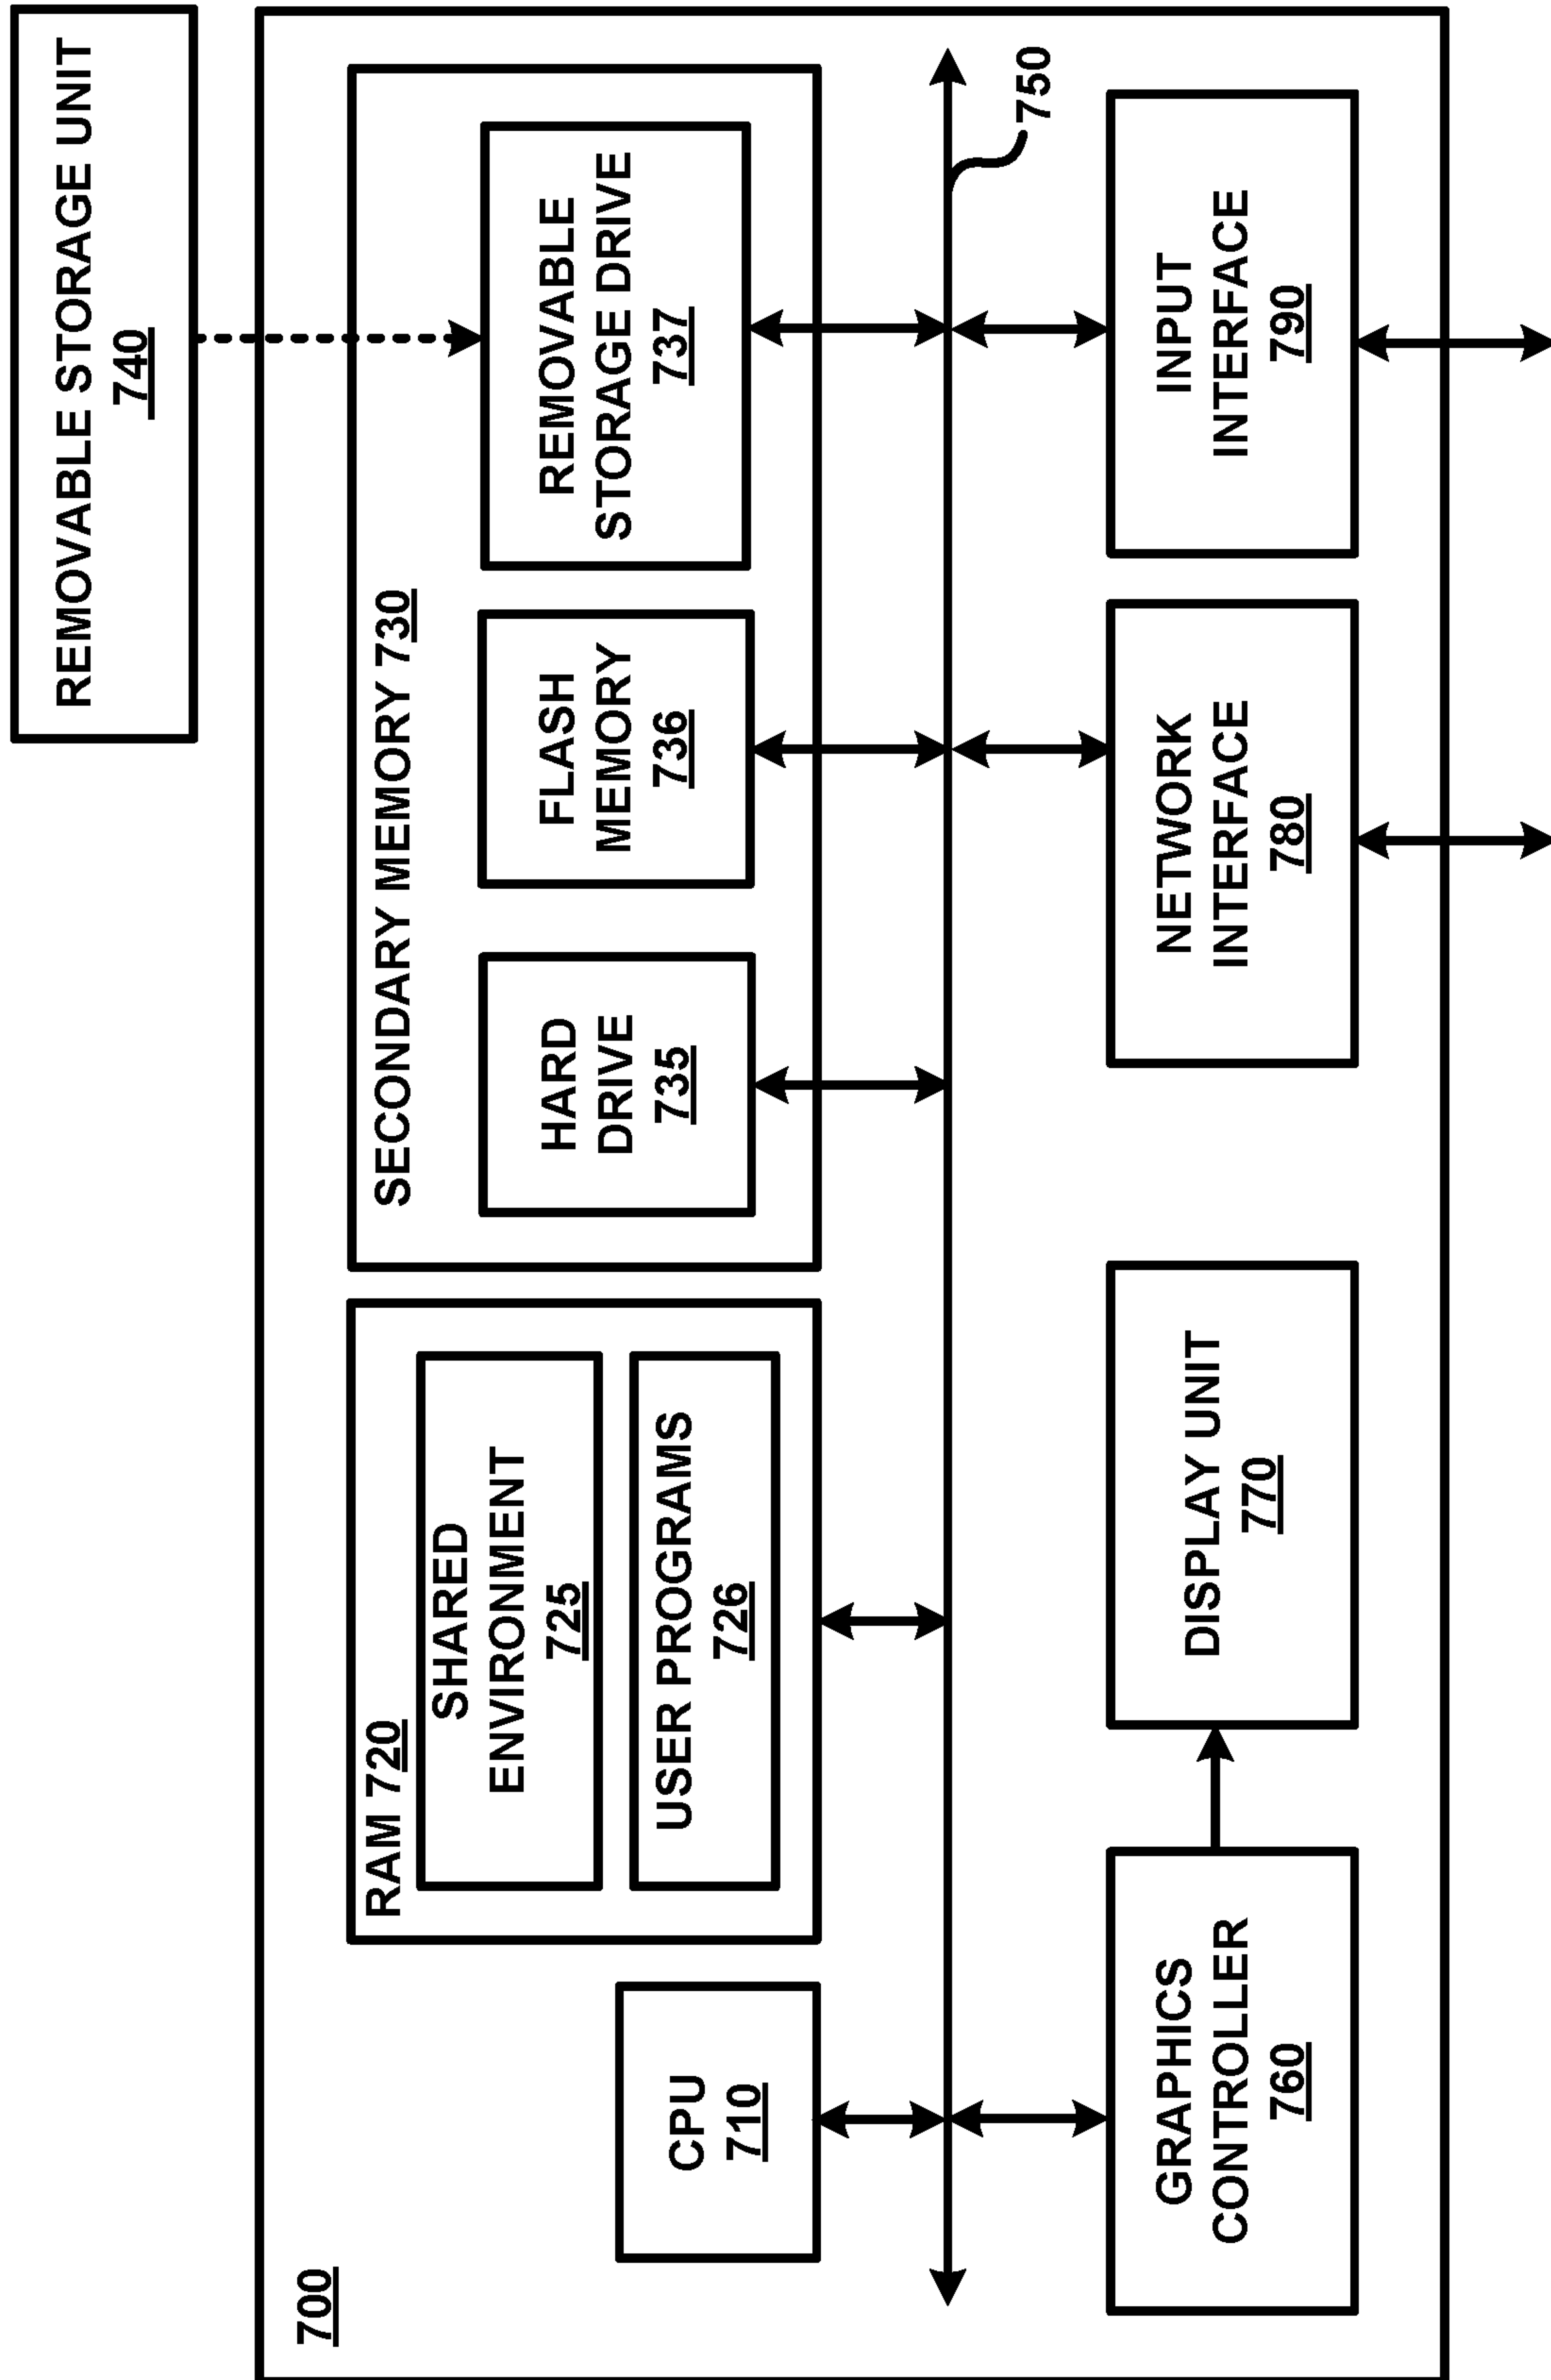 700
REMOVABLE STORAGE UNIT
740
RAM 720
SHARED
ENVIRONMENT
725
USER PROGRAMS
726
SECONDARY MEMORY 730
HARD
DRIVE
735
FLASH
MEMORY
736
REMOVABLE
STORAGE DRIVE
737
CPU
710
750
GRAPHICS
CONTROLLER
760
DISPLAY UNIT
770
NETWORK
INTERFACE
780
INPUT
INTERFACE
790